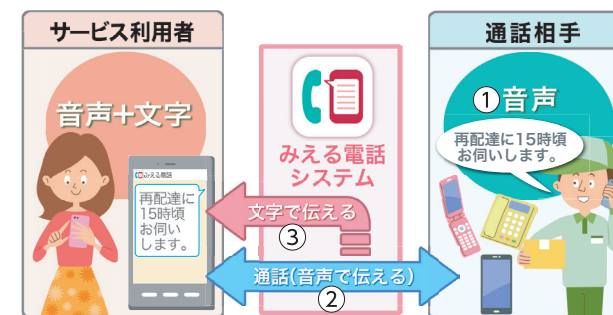 サービス利用者
音声+文字
みえる電話
再配達に
15時頃
お伺い
します。
みえる電話
システム
文字で伝える
③
通話(音声で伝える)
②
通話相手
①音声
再配達に15時頃
お伺いします。